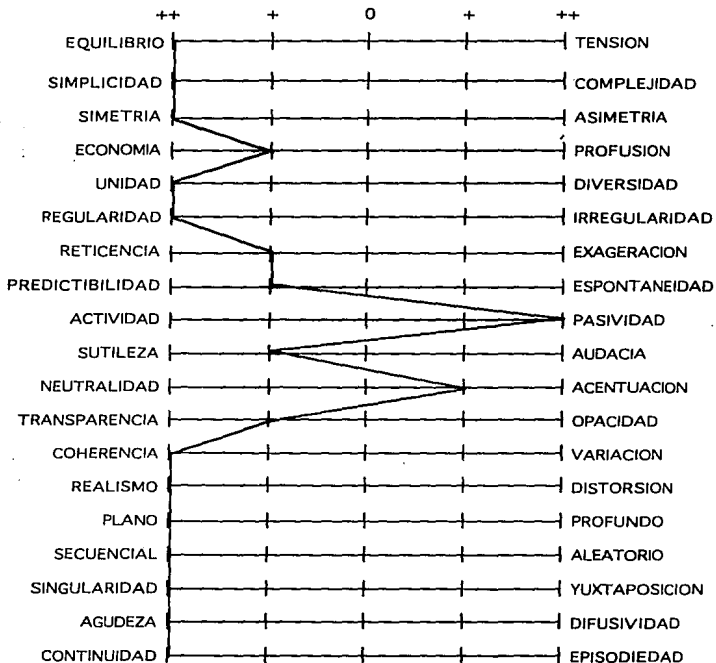 ++ + 0 + ++
EQUILIBRIO TENSION
SIMPLICIDAD COMPLEJIDAD
SIMETRIA ASIMETRIA
ECONOMIA PROFUSION
UNIDAD DIVERSIDAD
REGULARIDAD IRREGULARIDAD
RETICENCIA EXAGERACION
PREDICTIBILIDAD ESPONTANEIDAD
ACTIVIDAD PASIVIDAD
SUTILEZA AUDACIA
NEUTRALIDAD ACENTUACION
TRANSPARENCIA OPACIDAD
COHERENCIA VARIACION
REALISMO DISTORSION
PLANO PROFUNDO
SECUENCIAL ALEATORIO
SINGULARIDAD YUXTAPOSICION
AGUDEZA DIFUSIVIDAD
CONTINUIDAD EPISODIEDAD